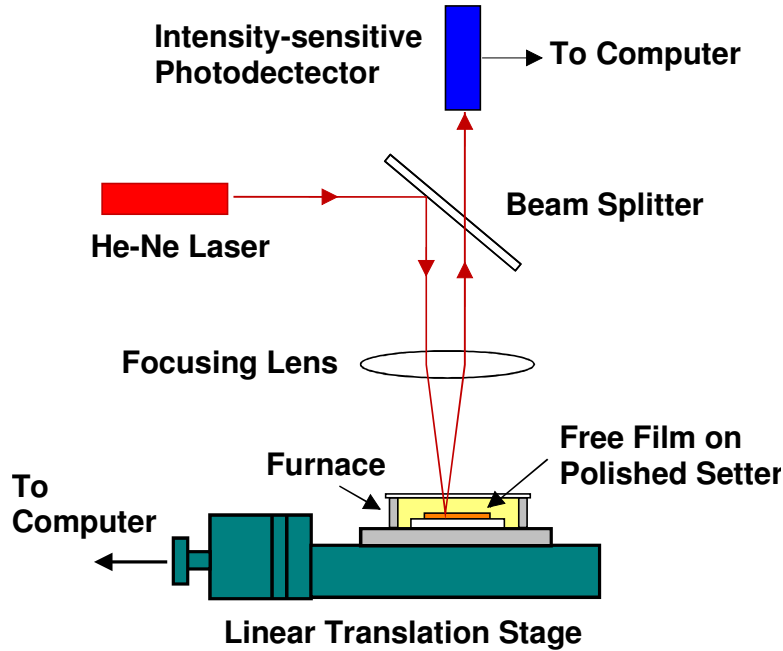 Intensity-sensitive
Photodectector
To Computer
Beam Splitter
He-Ne Laser
Focusing Lens
Free Film on
Polished Setter
Furnace
To
Computer
Linear Translation Stage